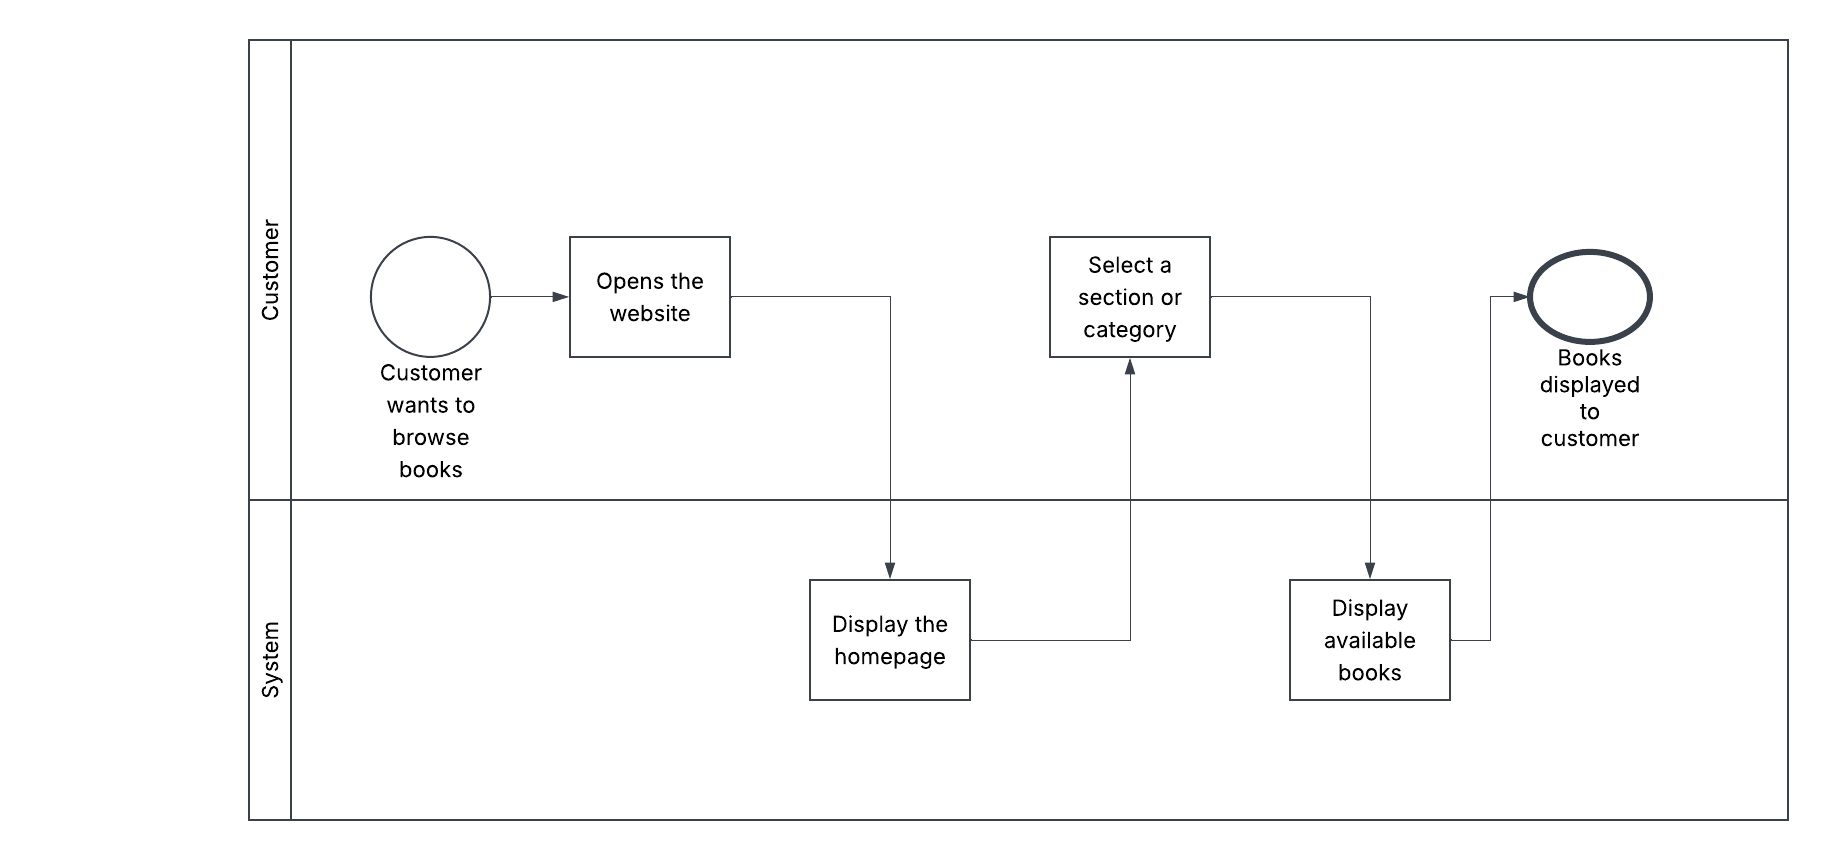 Customer
Customer
wants to
browse
books
Opens the
website
Select a
section or
category
Books
displayed
to
customer
System
Display the
homepage
Display
available
books